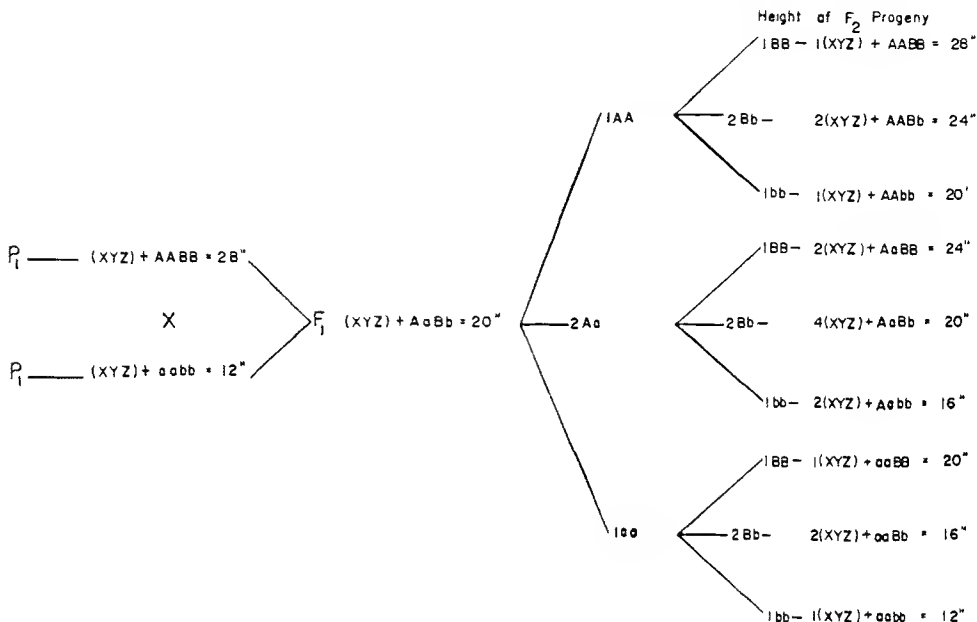 Height of F2 Progeny
1BB – 1(XYZ) + AABB = 28"
1AA
2Bb – 2(XYZ) + AABb = 24"
1bb – 1(XYZ) + AAbb = 20'
P1 (XYZ) + AABB = 28"
1BB – 2(XYZ) + AaBB = 24"
X
F1 (XYZ) + AaBb = 20"
2Aa
2Bb – 4(XYZ) + AaBb = 20"
P1 (XYZ) + aabb = 12"
1bb – 2(XYZ) + Aabb = 16"
1BB – 1(XYZ) + aaBB = 20"
1aa
2Bb – 2(XYZ) + aaBb = 16"
1bb – 1(XYZ) + aabb = 12"